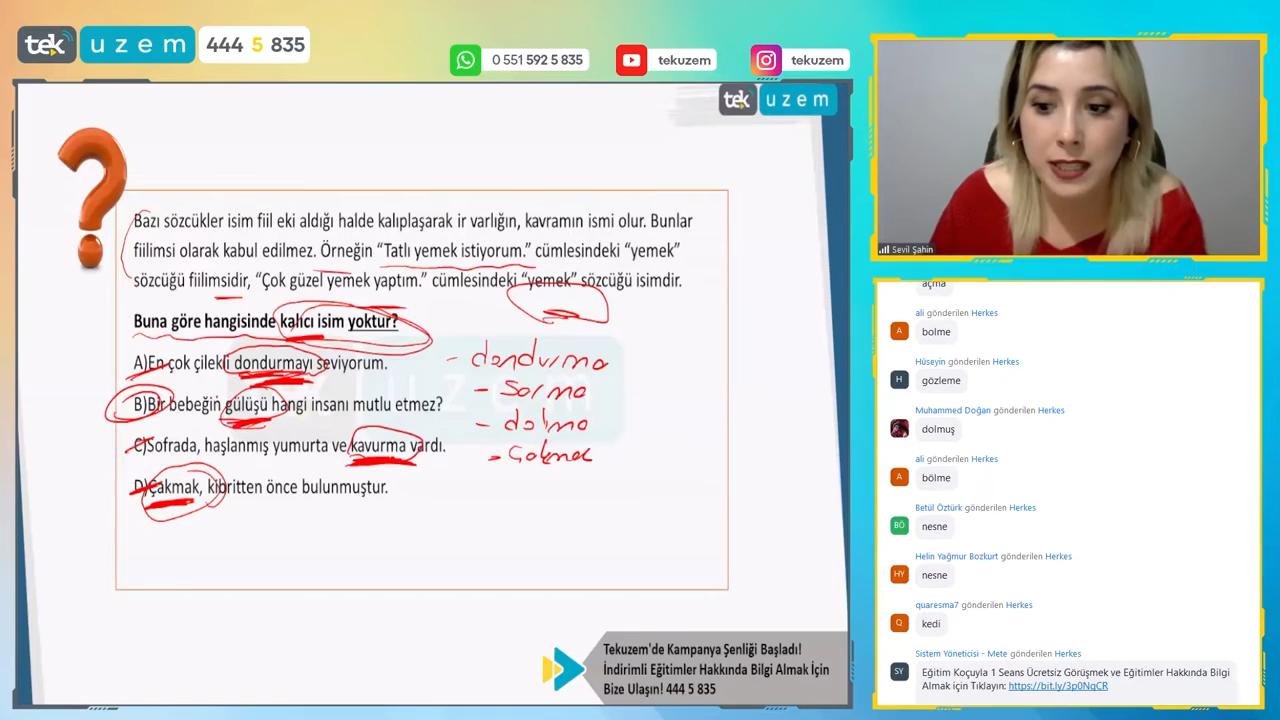 tek uzem 444 5 835
0 551 592 5 835
tekuzem
tekuzem
tek uzem
Bazı sözcükler isim fiil eki aldığı halde kalıplaşarak ir varlığın, kavramın ismi olur. Bunlar
fiilimsi olarak kabul edilmez. Örneğin “Tatlı yemek istiyorum.” cümlesindeki “yemek”
sözcüğü fiilimsidir, “Çok güzel yemek yaptım.” cümlesindeki “yemek” sözcüğü isimdir.
Buna göre hangisinde kalıcı isim yoktur?
A)En çok çilekli dondurmayı seviyorum.
B)Bir bebeğin gülüşü hangi insanı mutlu etmez?
C)Sofrada, haşlanmış yumurta ve kavurma vardı.
D)Çakmak, kibritten önce bulunmuştur.
- dondurma
- sarma
- dolma
Tekuzem'de Kampanya Şenliği Başladı!
İndirimli Eğitimler Hakkında Bilgi Almak İçin
Bize Ulaşın! 444 5 835
Sevil Şahin
açma
ali gönderilen Herkes
A bolme
Hüseyin gönderilen Herkes
H gözleme
Muhammed Doğan gönderilen Herkes
dolmuş
ali gönderilen Herkes
A bölme
Betül Öztürk gönderilen Herkes
BÖ nesne
Helin Yağmur Bozkurt gönderilen Herkes
HY nesne
quaresma7 gönderilen Herkes
Q kedi
Sistem Yöneticisi - Mete gönderilen Herkes
SY Eğitim Koçuyla 1 Seans Ücretsiz Görüşmek ve Eğitimler Hakkında Bilgi
Almak için Tıklayın: https://bit.ly/3p0NqCR